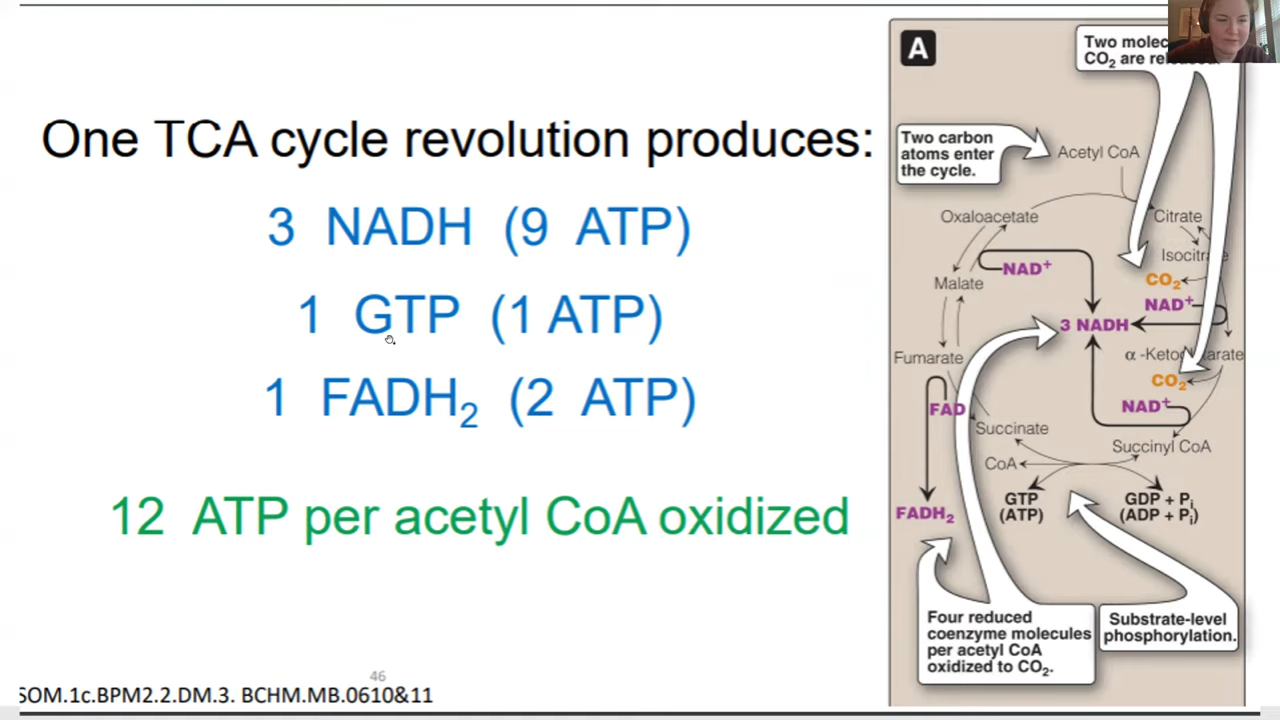 One TCA cycle revolution produces:
3 NADH (9 ATP)
1 GTP (1 ATP)
1 FADH₂ (2 ATP)
12 ATP per acetyl CoA oxidized
46
SOM.1c.BPM2.2.DM.3. BCHM.MB.0610&11
A
Two
CO₂ are
Two carbon
atoms enter
the cycle.
Acetyl CoA
Oxaloacetate
Citrate
NAD⁺
Malate
CO₂
NAD⁺
3 NADH
Fumarate
CO₂
FAD
NAD⁺
Succinate
Succinyl CoA
CoA
GTP
(ATP)
GDP + Pᵢ
(ADP + Pᵢ)
FADH₂
Four reduced
coenzyme molecules
per acetyl CoA
oxidized to CO₂.
Substrate-level
phosphorylation.